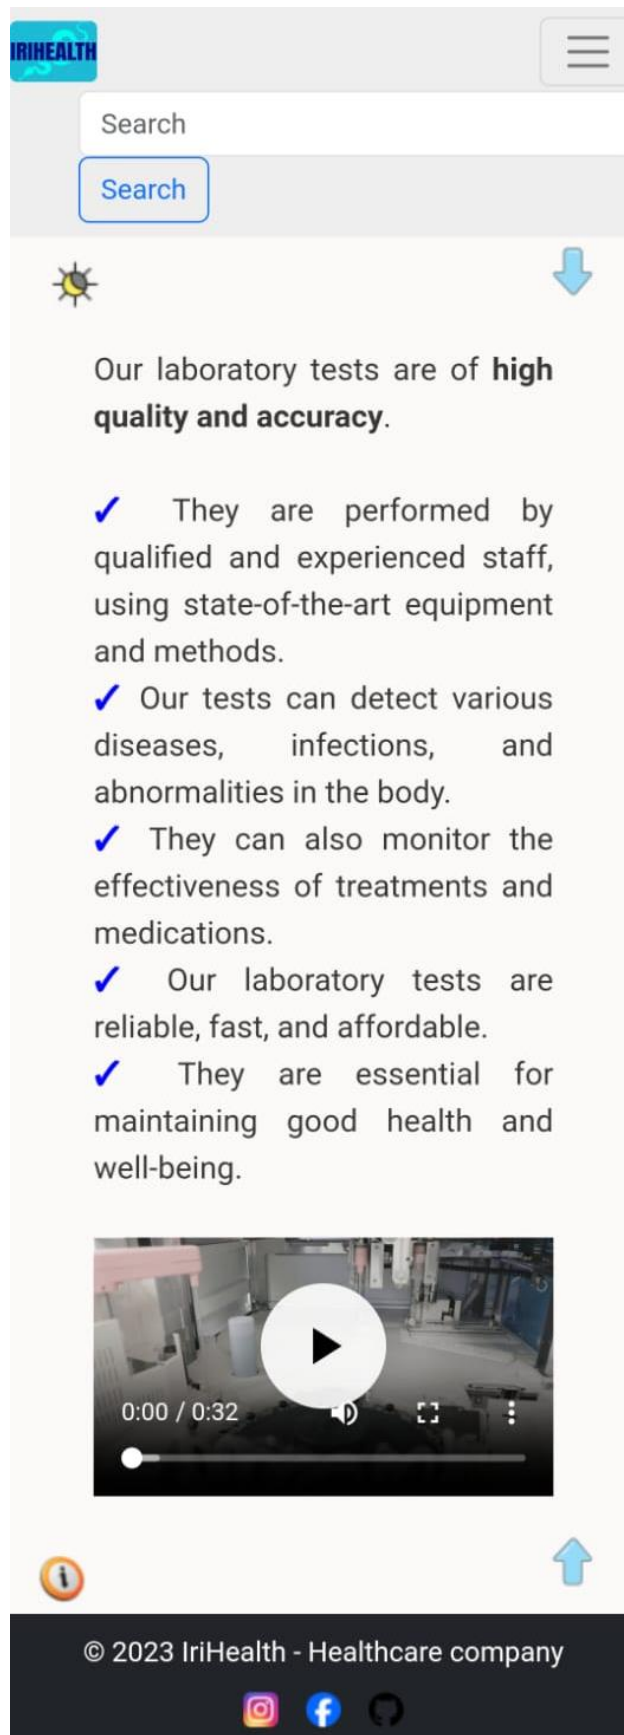 IRIHEALTH
Search
Search
Our laboratory tests are of high
quality and accuracy.
✓ They are performed by
qualified and experienced staff,
using state-of-the-art equipment
and methods.
✓ Our tests can detect various
diseases, infections, and
abnormalities in the body.
✓ They can also monitor the
effectiveness of treatments and
medications.
✓ Our laboratory tests are
reliable, fast, and affordable.
✓ They are essential for
maintaining good health and
well-being.
0:00 / 0:32
© 2023 IriHealth - Healthcare company